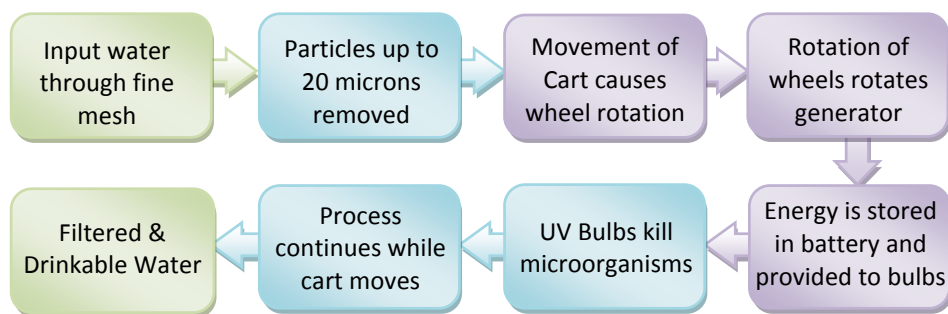 Input water
through fine
mesh
Particles up to
20 microns
removed
Movement of
Cart causes
wheel rotation
Rotation of
wheels rotates
generator
Energy is stored
in battery and
provided to bulbs
UV Bulbs kill
microorganisms
Process
continues while
cart moves
Filtered &
Drinkable Water